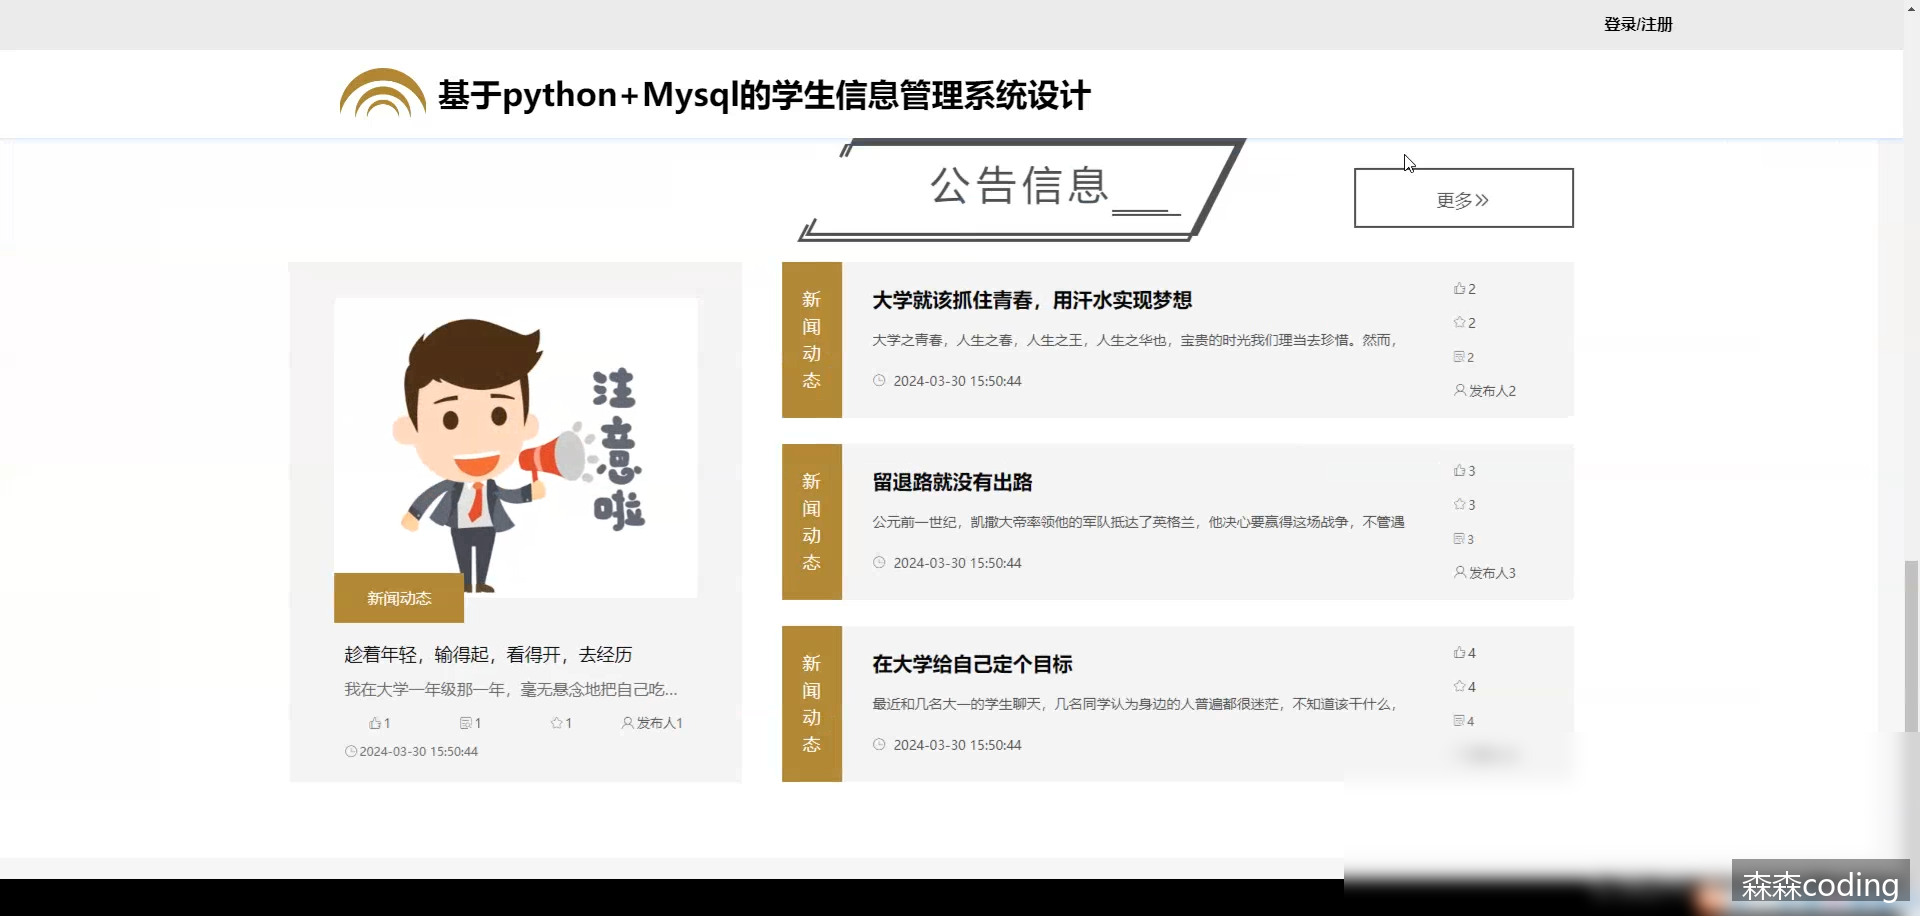 登录/注册
基于python+Mysql的学生信息管理系统设计
公告信息
更多
注意啦
新闻动态
趁着年轻，输得起，看得开，去经历
我在大学一年级那一年，毫无悬念地把自己吃...
1
1
1
发布人1
2024-03-30 15:50:44
新闻动态
大学就该抓住青春，用汗水实现梦想
大学之青春，人生之春，人生之王，人生之华也，宝贵的时光我们理当去珍惜。然而，
2024-03-30 15:50:44
2
2
2
发布人2
新闻动态
留退路就没有出路
公元前一世纪，凯撒大帝率领他的军队抵达了英格兰，他决心要赢得这场战争，不管遇
2024-03-30 15:50:44
3
3
3
发布人3
新闻动态
在大学给自己定个目标
最近和几名大一的学生聊天，几名同学认为身边的人普遍都很迷茫，不知道该干什么，
2024-03-30 15:50:44
4
4
4
森森coding